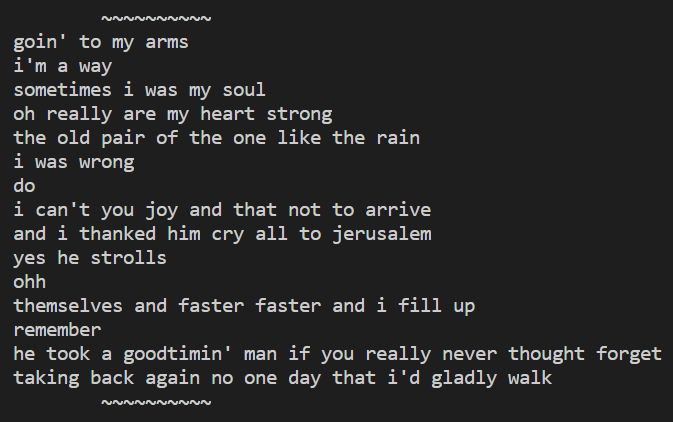 ~~~~~~~~~~
goin' to my arms
i'm a way
sometimes i was my soul
oh really are my heart strong
the old pair of the one like the rain
i was wrong
do
i can't you joy and that not to arrive
and i thanked him cry all to jerusalem
yes he strolls
ohh
themselves and faster faster and i fill up
remember
he took a goodtimin' man if you really never thought forget
taking back again no one day that i'd gladly walk
~~~~~~~~~~